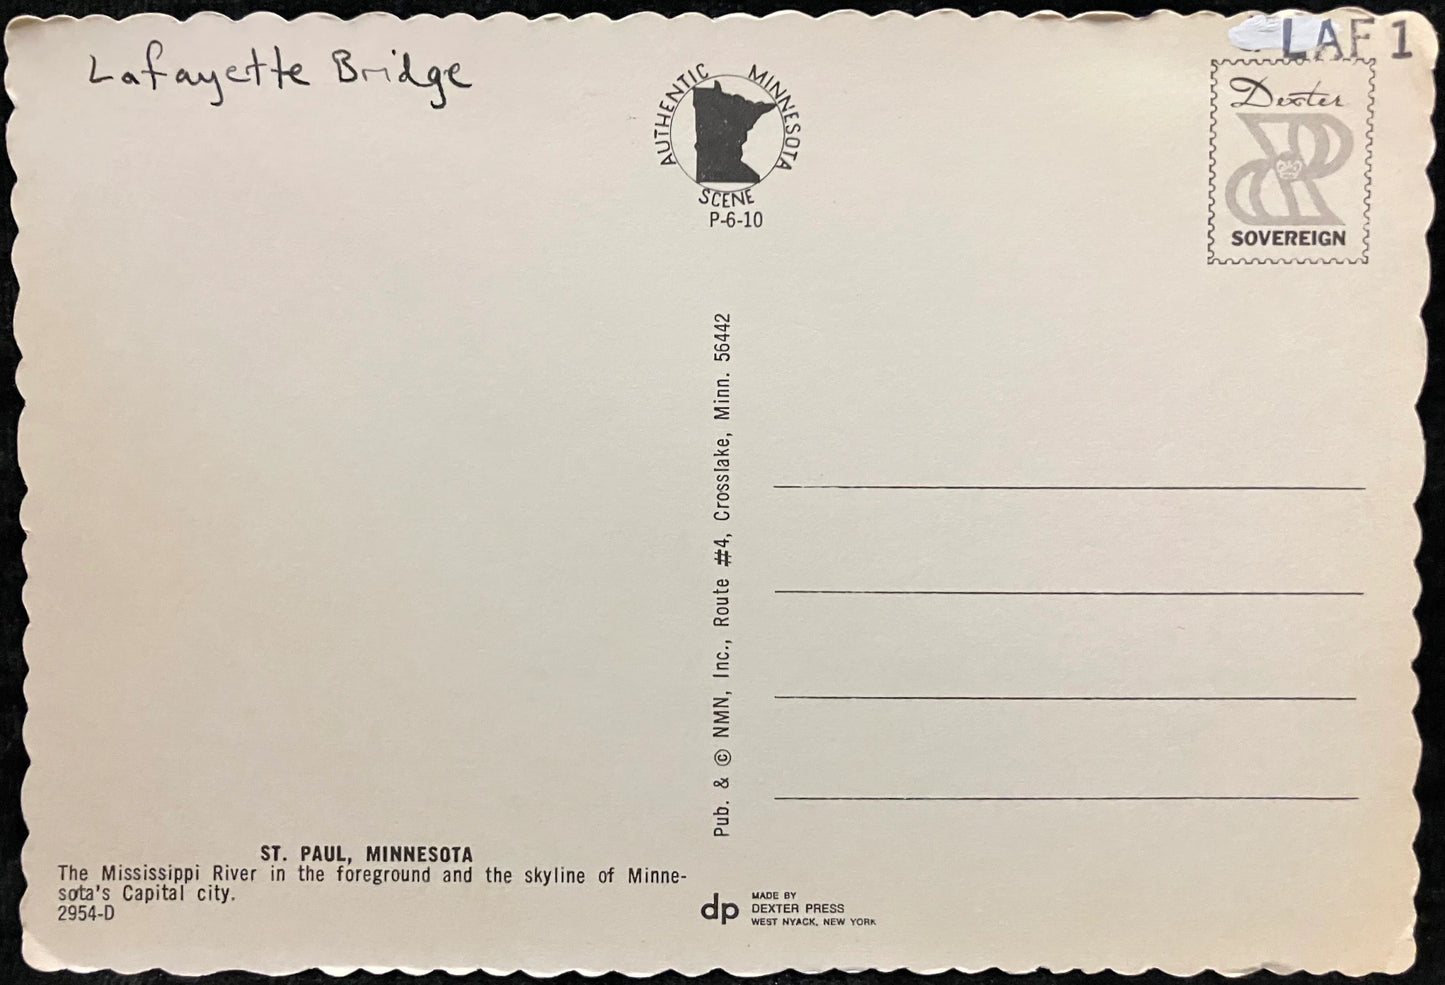 Lafayette Bridge
LAF 1
AUTHENTIC MINNESOTA
SCENE
P-6-10
Dexter
SOVEREIGN
Pub. & © NMN, Inc., Route #4, Crosslake, Minn. 56442
ST. PAUL, MINNESOTA
The Mississippi River in the foreground and the skyline of Minne-
sota's Capital city.
2954-D
dp
MADE BY
DEXTER PRESS
WEST NYACK, NEW YORK